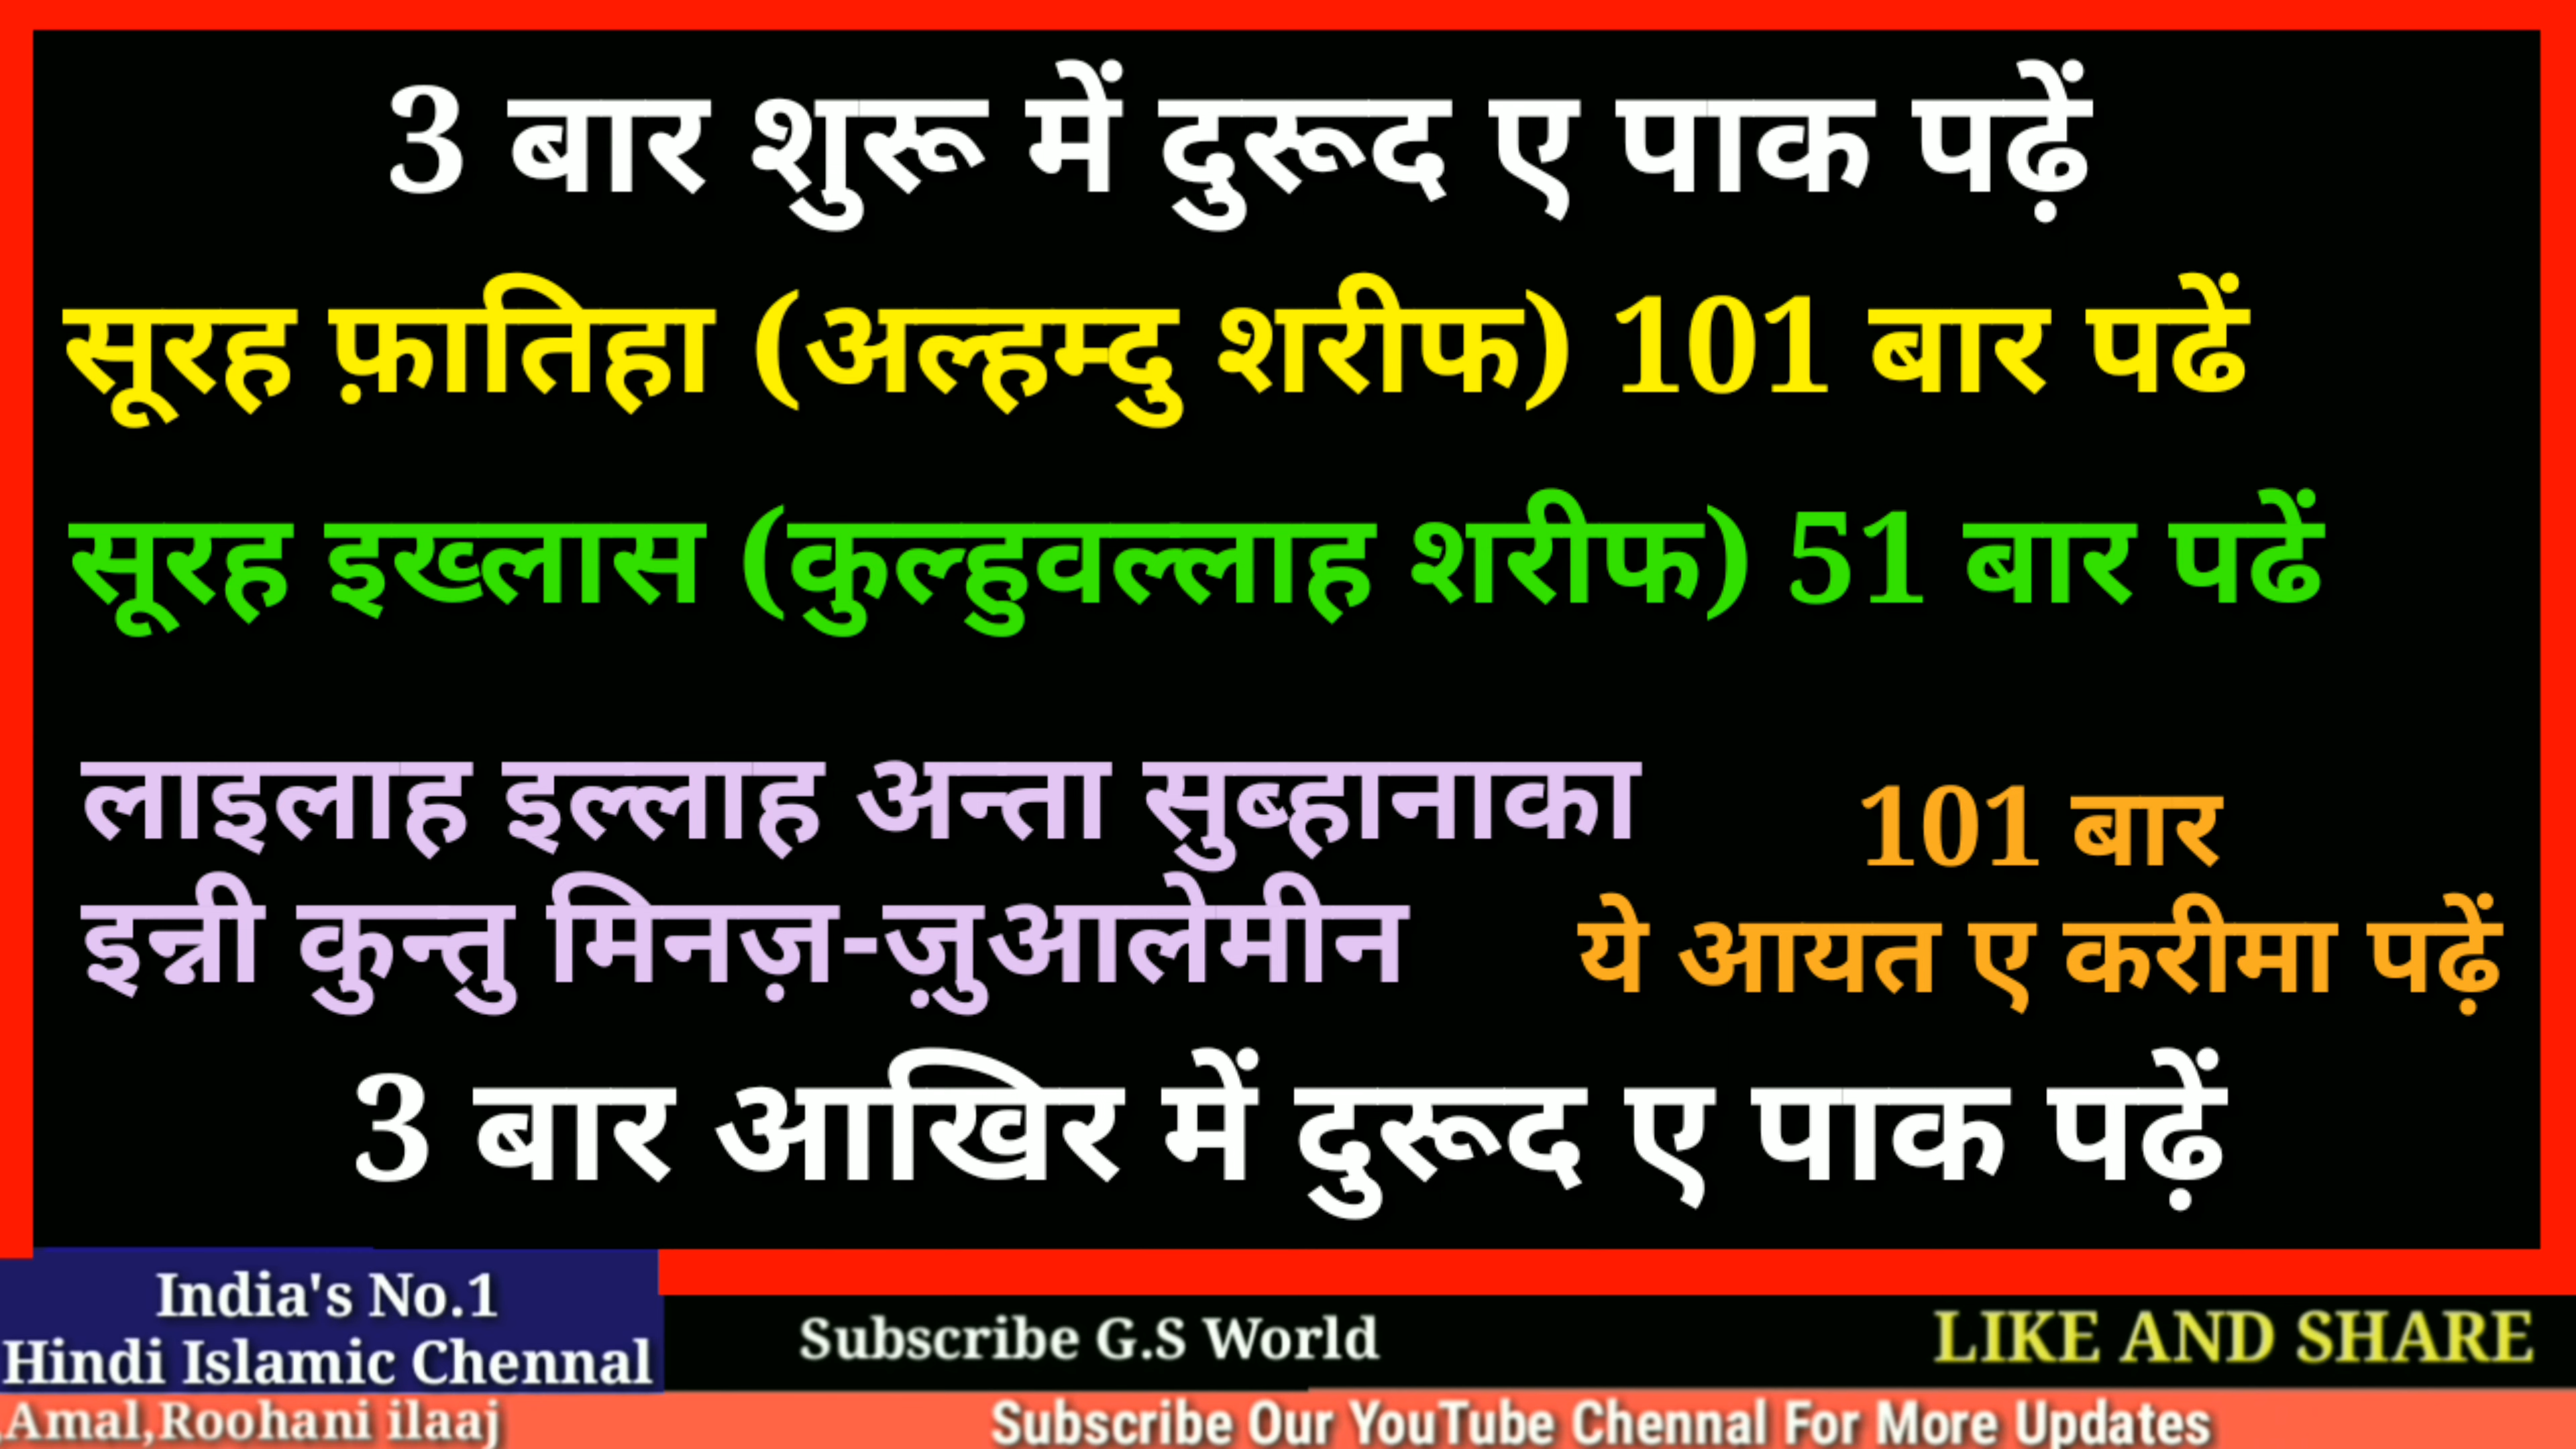 3 बार शुरू में दुरूद ए पाक पढ़ें
सूरह फ़ातिहा (अल्हम्दु शरीफ) 101 बार पढें
सूरह इख्लास (कुल्हुवल्लाह शरीफ) 51 बार पढें
लाइलाह इल्लाह अन्ता सुब्हानाका
इन्नी कुन्तु मिनज़-ज़ुआलेमीन
101 बार
ये आयत ए करीमा पढ़ें
3 बार आखिर में दुरूद ए पाक पढ़ें
India's No.1
Hindi Islamic Chennal
Subscribe G.S World
LIKE AND SHARE
,Amal,Roohani ilaaj
Subscribe Our YouTube Chennal For More Updates